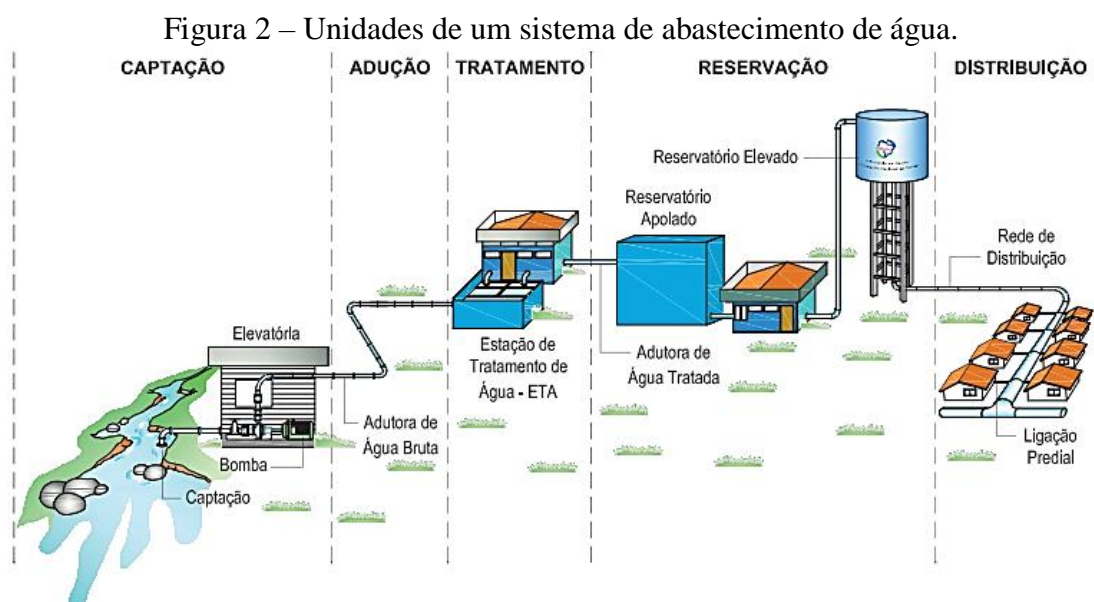 Figura 2 – Unidades de um sistema de abastecimento de água.
CAPTAÇÃO
ADUÇÃO
TRATAMENTO
RESERVAÇÃO
DISTRIBUIÇÃO
Reservatório Elevado
Reservatório
Apolado
Rede de
Distribuição
Elevatória
Estação de
Tratamento de
Água - ETA
Adutora de
Água Tratada
Adutora de
Água Bruta
Bomba
Captação
Ligação
Predial